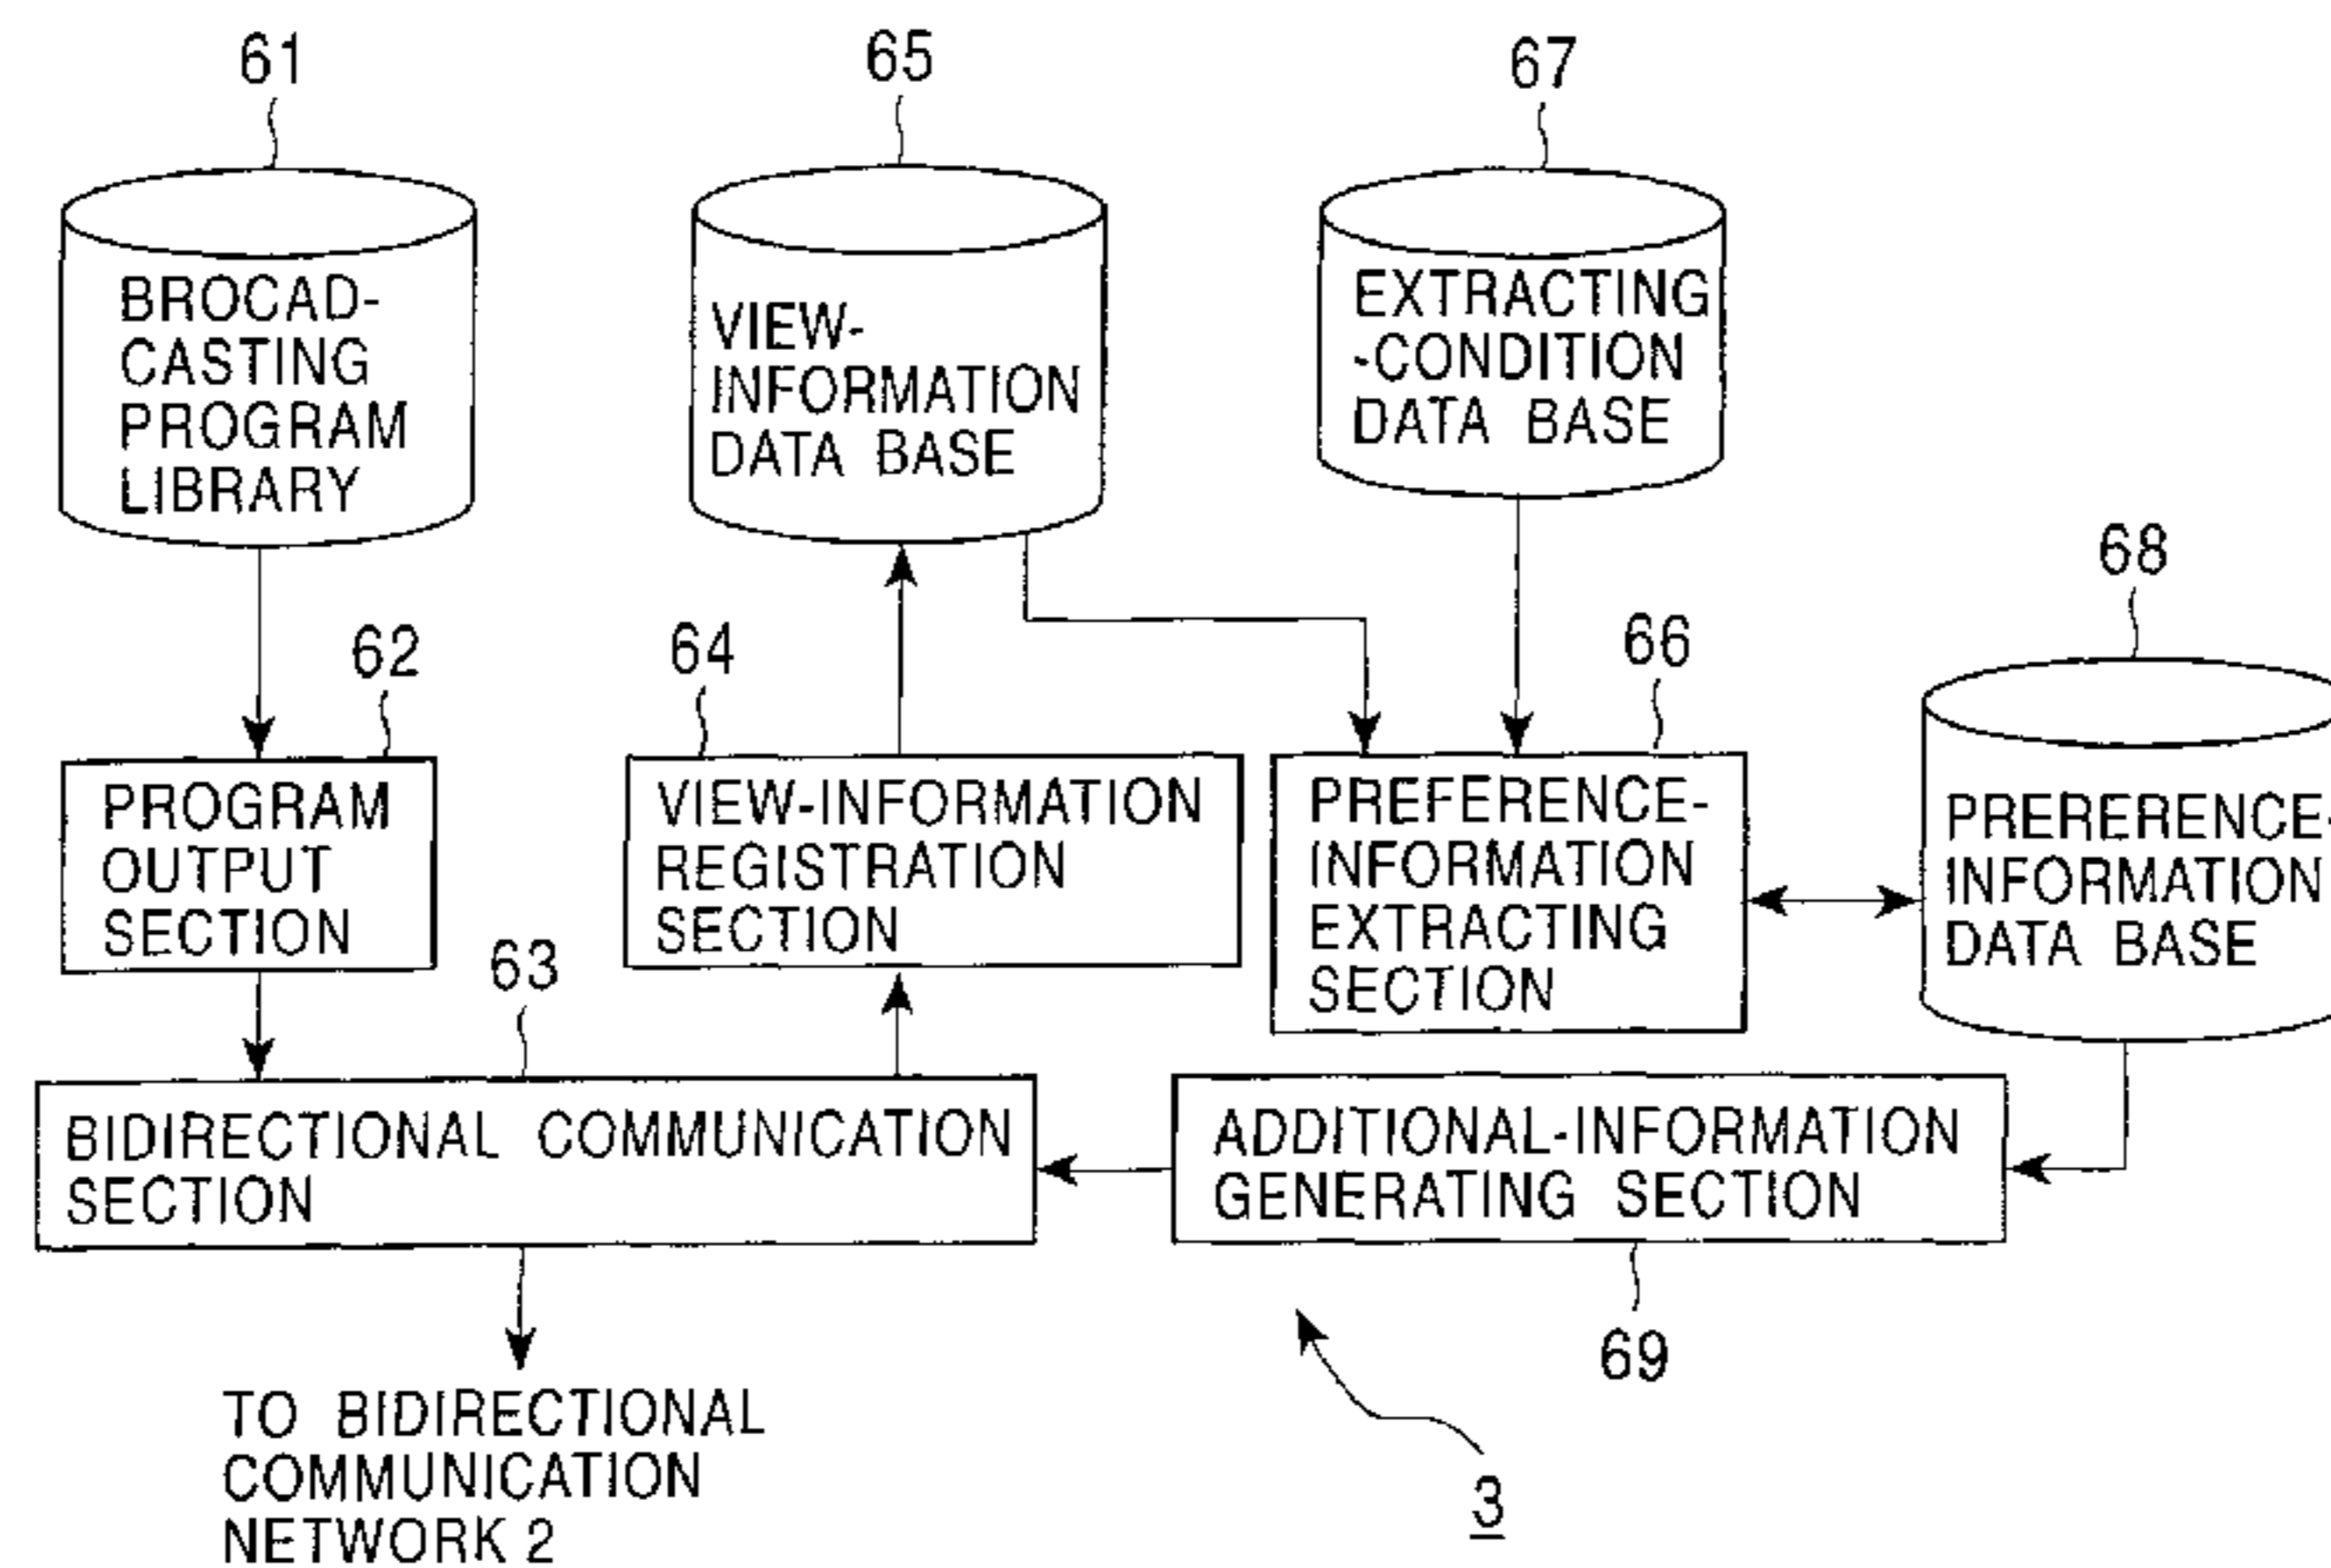 61
65
67
BROCAD-
CASTING
PROGRAM
LIBRARY
VIEW-
INFORMATION
DATA BASE
EXTRACTING
-CONDITION
DATA BASE
68
62
64
66
PROGRAM
OUTPUT
SECTION
VIEW-INFORMATION
REGISTRATION
SECTION
PREFERENCE-
INFORMATION
EXTRACTING
SECTION
PRERERENCE-
INFORMATION
DATA BASE
63
BIDIRECTIONAL COMMUNICATION
SECTION
ADDITIONAL-INFORMATION
GENERATING SECTION
69
TO BIDIRECTIONAL
COMMUNICATION
NETWORK 2
3